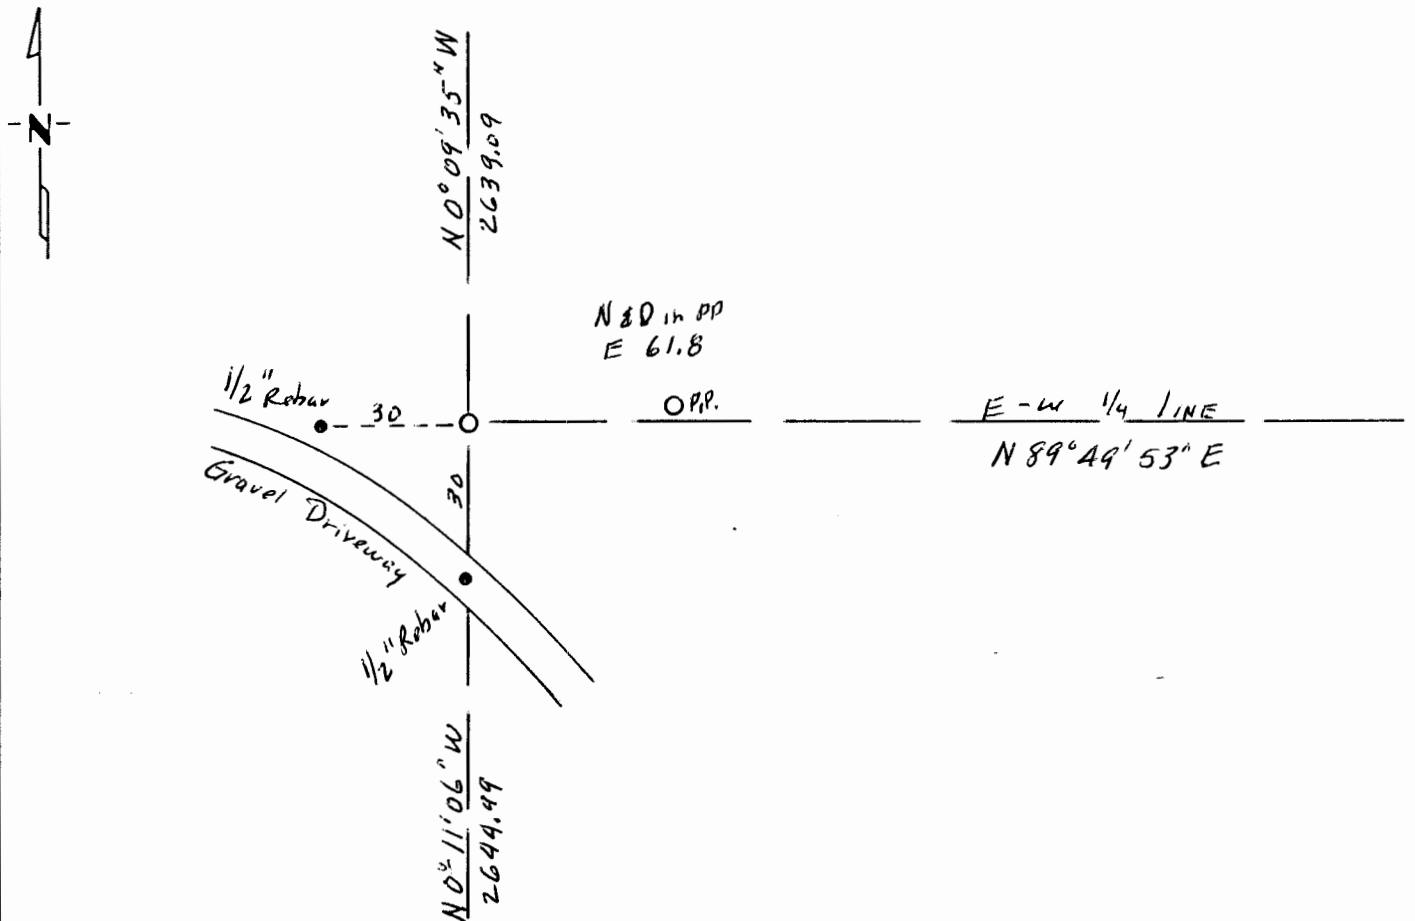 N
N 0° 09' 35" W
2639.09
N & D in PP
E 61.8
1/2" Rebar
30
P.P.
E - W 1/4 LINE
N 89° 49' 53" E
30
Gravel Driveway
1/2" Rebar
N 0° 11' 06" W
2644.49